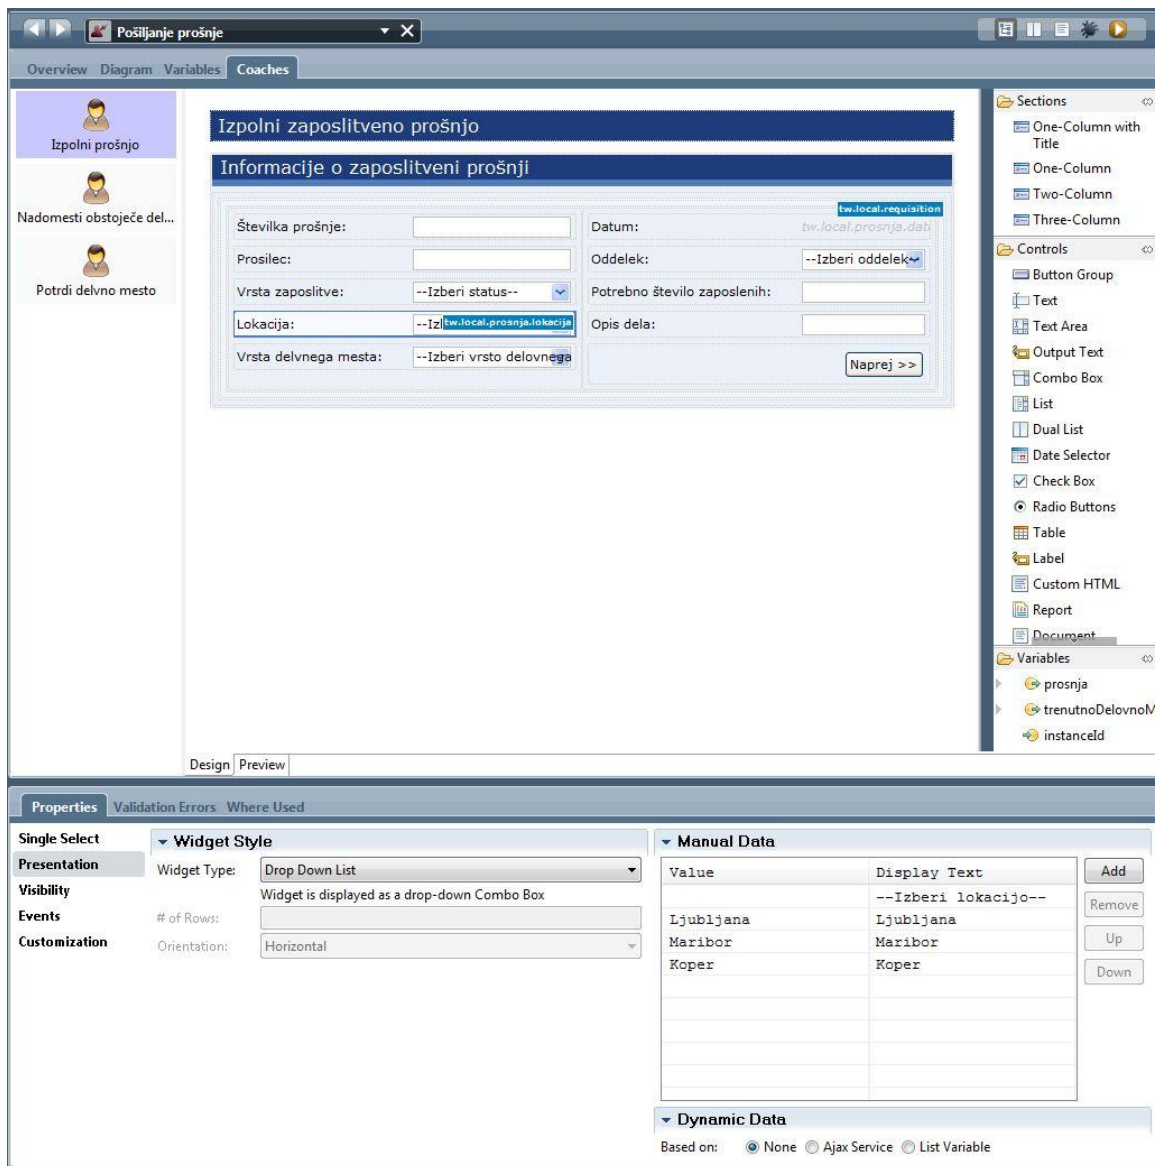 Pošiljanje prošnje
Overview Diagram Variables Coaches
Izpolni prošnjo
Nadomesti obstoječe del...
Potrdi delvno mesto
Izpolni zaposlitveno prošnjo
Informacije o zaposlitveni prošnji
tw.local.requisition
Številka prošnje:
Datum: tw.local.prosnja.dat
Prosilec:
Oddelek: --Izberi oddelek-
Vrsta zaposlitve: --Izberi status--
Potrebno število zaposlenih:
Lokacija: --Izl tw.local.prosnja.lokacija
Opis dela:
Vrsta delvnega mesta: --Izberi vrsto delovnega
Naprej >>
Design Preview
Sections
One-Column with
Title
One-Column
Two-Column
Three-Column
Controls
Button Group
Text
Text Area
Output Text
Combo Box
List
Dual List
Date Selector
Check Box
Radio Buttons
Table
Label
Custom HTML
Report
Document
Variables
prosnja
trenutnoDelovnoM
instanceId
Properties Validation Errors Where Used
Single Select
Presentation
Visibility
Events
Customization
Widget Style
Widget Type: Drop Down List
Widget is displayed as a drop-down Combo Box
# of Rows:
Orientation: Horizontal
Manual Data
Value Display Text
--Izberi lokacijo--
Ljubljana Ljubljana
Maribor Maribor
Koper Koper
Add
Remove
Up
Down
Dynamic Data
Based on: None Ajax Service List Variable